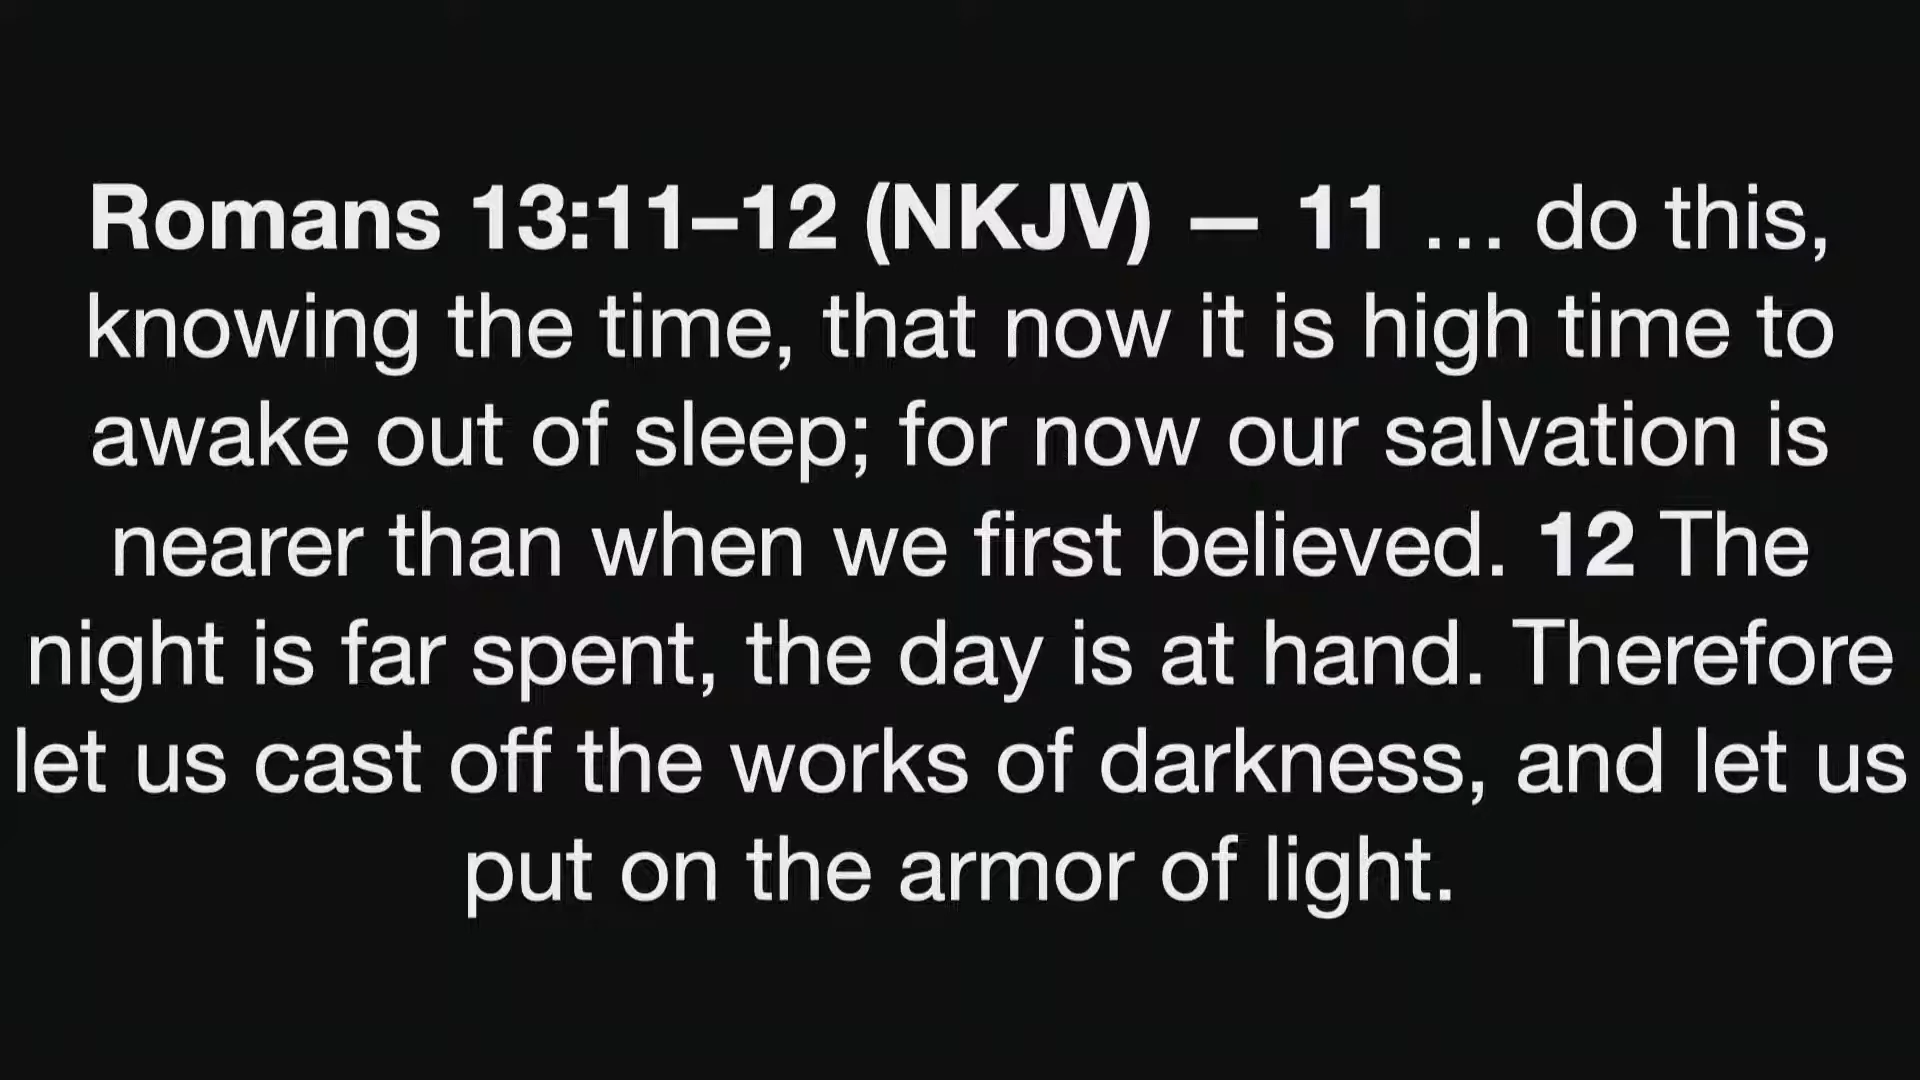 Romans 13:11–12 (NKJV) — 11 … do this,
knowing the time, that now it is high time to
awake out of sleep; for now our salvation is
nearer than when we first believed. 12 The
night is far spent, the day is at hand. Therefore
let us cast off the works of darkness, and let us
put on the armor of light.